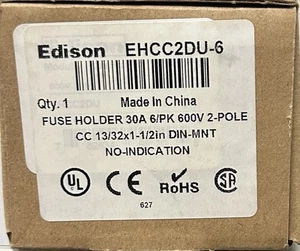 Edison EHCC2DU-6
Qty. 1 Made In China
FUSE HOLDER 30A 6/PK 600V 2-POLE
CC 13/32x1-1/2in DIN-MNT
NO-INDICATION
UL CE RoHS SA
627